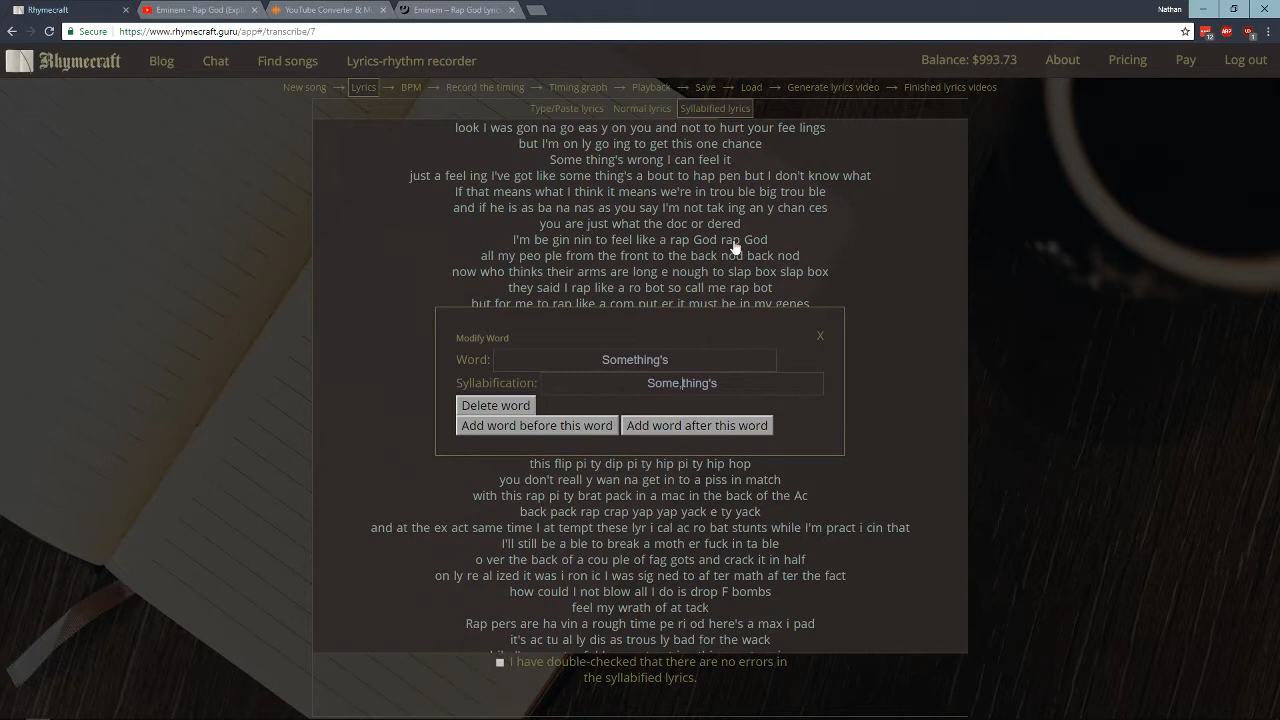 Rhymecraft
Eminem - Rap God (Expli
YouTube Converter & M
Eminem – Rap God Lyric
Nathan
Secure
https://www.rhymecraft.guru/app#/transcribe/7
12
ABP
1
Rhymecraft
Blog
Chat
Find songs
Lyrics-rhythm recorder
Balance: $993.73
About
Pricing
Pay
Log out
New song → Lyrics → BPM → Record the timing → Timing graph → Playback → Save → Load → Generate lyrics video → Finished lyrics videos
Type/Paste lyrics Normal lyrics Syllabified lyrics
look I was gon na go eas y on you and not to hurt your fee lings
but I'm on ly go ing to get this one chance
Some thing's wrong I can feel it
just a feel ing I've got like some thing's a bout to hap pen but I don't know what
If that means what I think it means we're in trou ble big trou ble
and if he is as ba na nas as you say I'm not tak ing an y chan ces
you are just what the doc or dered
I'm be gin nin to feel like a rap God rap God
all my peo ple from the front to the back nod back nod
now who thinks their arms are long e nough to slap box slap box
they said I rap like a ro bot so call me rap bot
but for me to rap like a com put er it must be in my genes
Modify Word
X
Word: Something's
Syllabification: Some,thing's
Delete word
Add word before this word Add word after this word
this flip pi ty dip pi ty hip pi ty hip hop
you don't real y wan na get in to a piss in match
with this rap pi ty brat pack in a mac in the back of the Ac
back pack rap crap yap yap yack e ty yack
and at the ex act same time I at tempt these lyr i cal ac ro bat stunts while I'm pract i cin that
I'll still be a ble to break a moth er fuck in ta ble
o ver the back of a cou ple of fag gots and crack it in half
on ly re al ized it was i ron ic I was sig ned to af ter math af ter the fact
how could I not blow all I do is drop F bombs
feel my wrath of at tack
Rap pers are ha vin a rough time pe ri od here's a max i pad
it's ac tu al ly dis as trous ly bad for the wack
I have double-checked that there are no errors in
the syllabified lyrics.